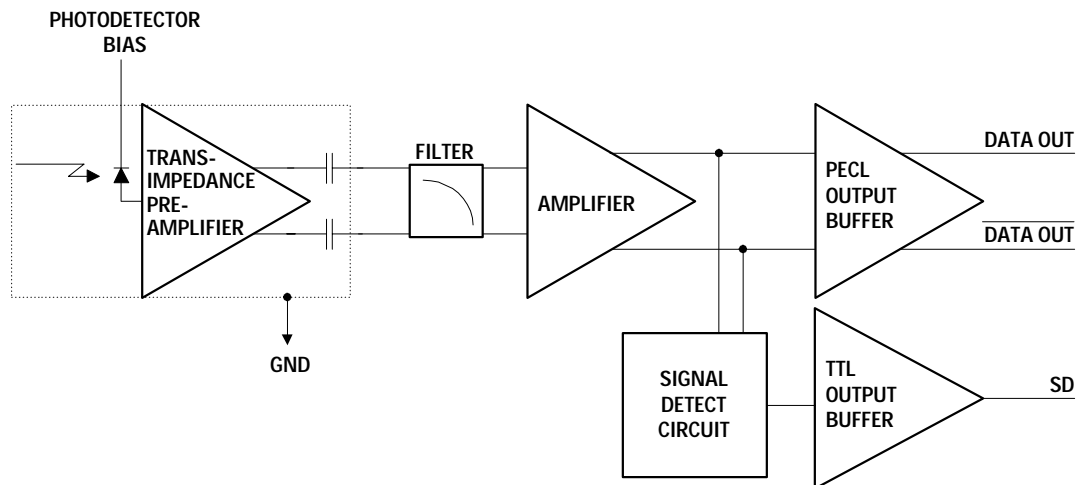 PHOTODETECTOR
BIAS
TRANS-
IMPEDANCE
PRE-
AMPLIFIER
GND
FILTER
AMPLIFIER
PECL
OUTPUT
BUFFER
DATA OUT
DATA OUT
SIGNAL
DETECT
CIRCUIT
TTL
OUTPUT
BUFFER
SD